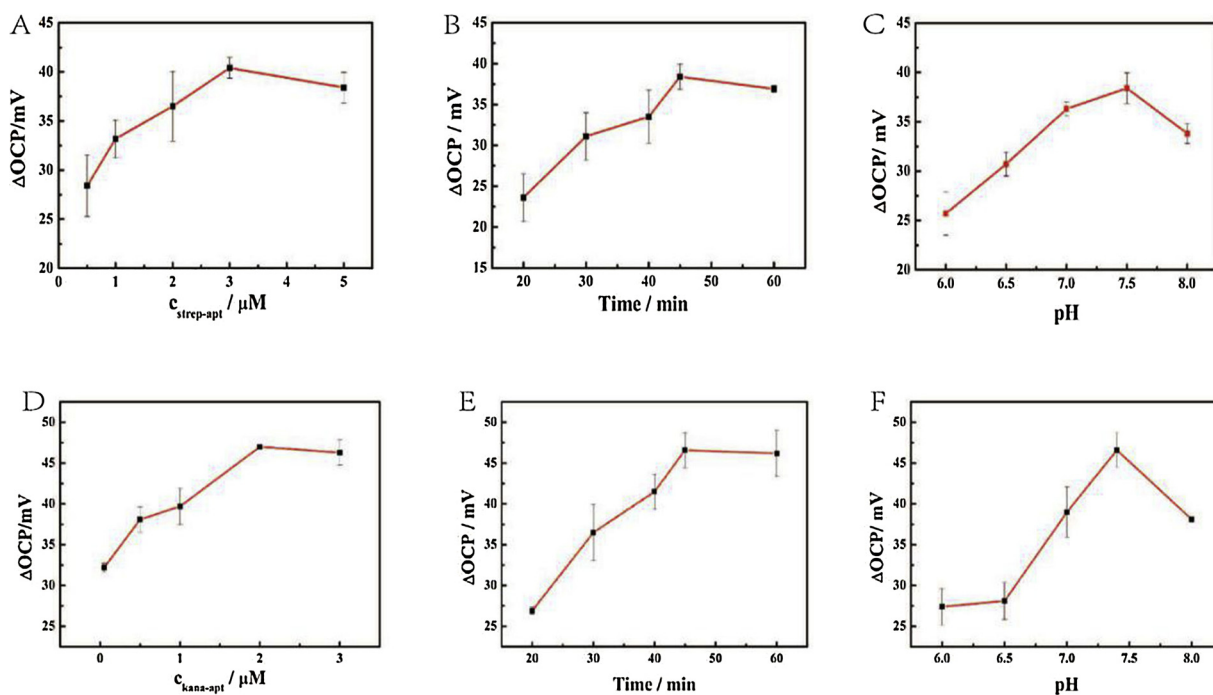 A
ΔOCP/mV
45
40
35
30
25
20
0 1 2 3 4 5
c strep-apt / μM
B
ΔOCP / mV
45
40
35
30
25
20
15
20 30 40 50 60
Time / min
C
ΔOCP/ mV
45
40
35
30
25
20
6.0 6.5 7.0 7.5 8.0
pH
D
ΔOCP/mV
50
45
40
35
30
25
0 1 2 3
c kana-apt / μM
E
ΔOCP / mV
50
45
40
35
30
25
20 30 40 50 60
Time / min
F
ΔOCP/ mV
50
45
40
35
30
25
6.0 6.5 7.0 7.5 8.0
pH